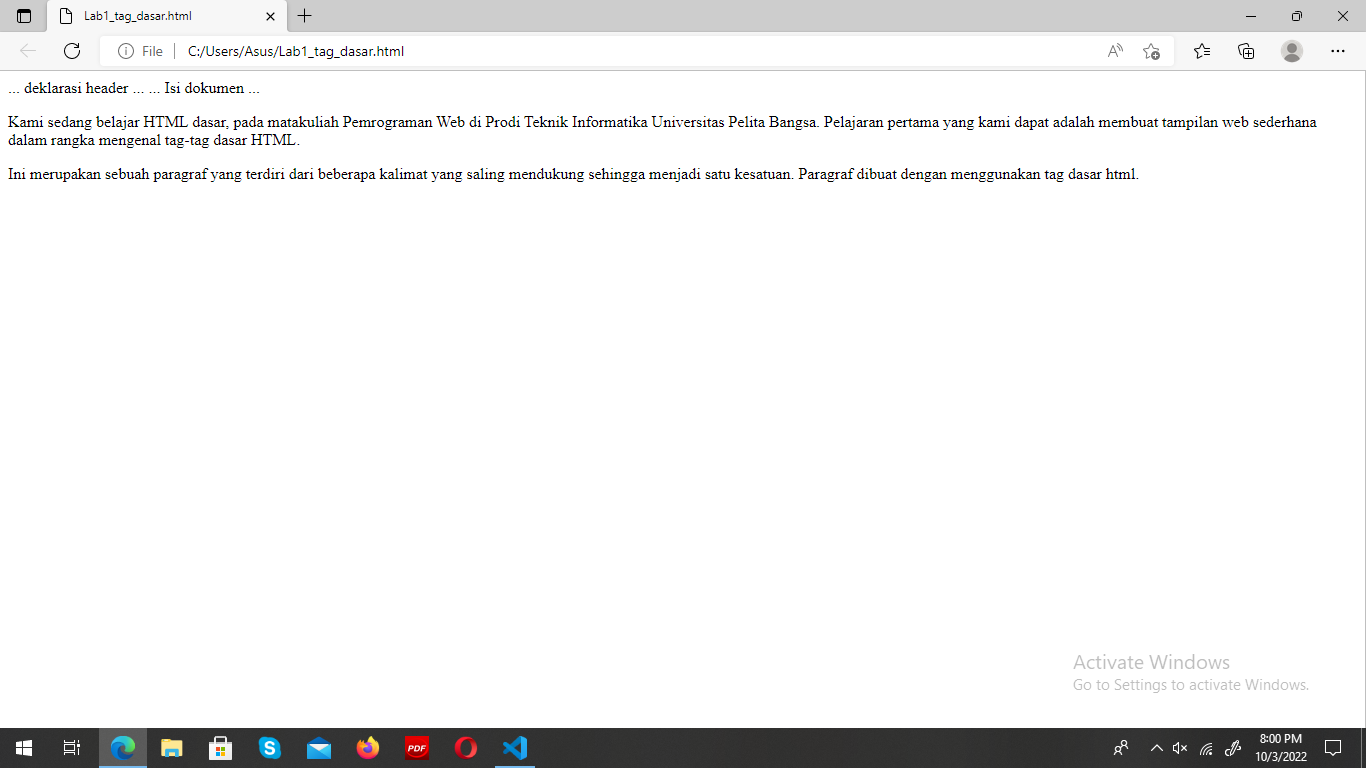 Lab1_tag_dasar.html
File
C:/Users/Asus/Lab1_tag_dasar.html
... deklarasi header ... ... Isi dokumen ...
Kami sedang belajar HTML dasar, pada matakuliah Pemrograman Web di Prodi Teknik Informatika Universitas Pelita Bangsa. Pelajaran pertama yang kami dapat adalah membuat tampilan web sederhana
dalam rangka mengenal tag-tag dasar HTML.
Ini merupakan sebuah paragraf yang terdiri dari beberapa kalimat yang saling mendukung sehingga menjadi satu kesatuan. Paragraf dibuat dengan menggunakan tag dasar html.
Activate Windows
Go to Settings to activate Windows.
PDF
8:00 PM
10/3/2022